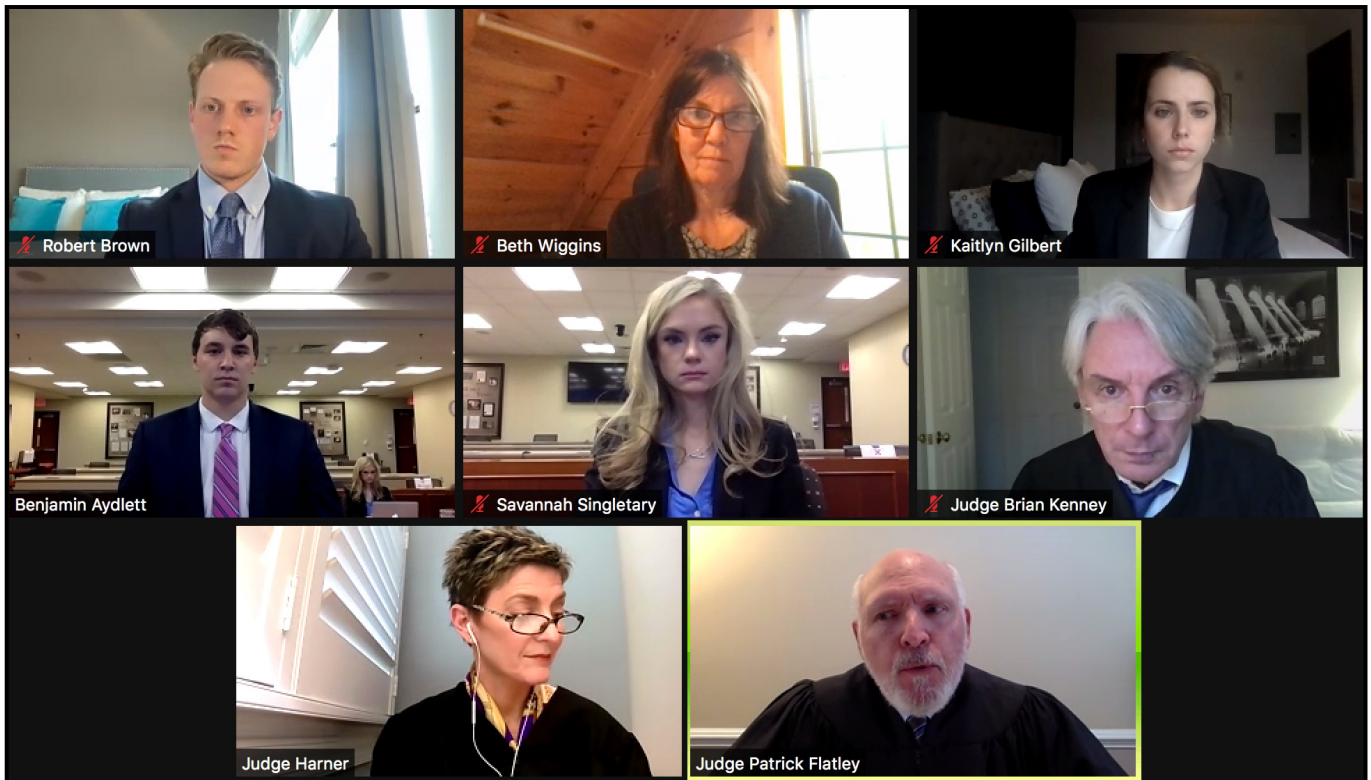 Robert Brown
Beth Wiggins
Kaitlyn Gilbert
Benjamin Aydlett
Savannah Singletary
Judge Brian Kenney
Judge Harner
Judge Patrick Flatley